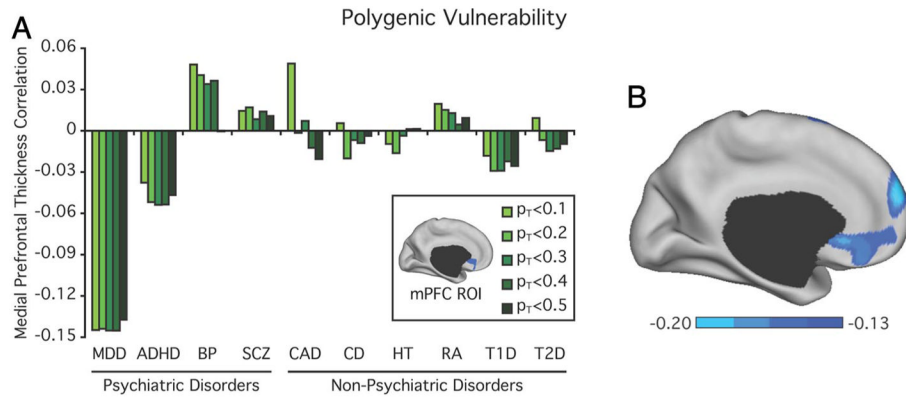 Polygenic Vulnerability
A
Medial Prefrontal Thickness Correlation
0.06
0.03
0
-0.03
-0.06
-0.09
-0.12
-0.15
mPFC ROI
pT<0.1
pT<0.2
pT<0.3
pT<0.4
pT<0.5
MDD ADHD BP SCZ CAD CD HT RA T1D T2D
Psychiatric Disorders Non-Psychiatric Disorders
B
-0.20 -0.13